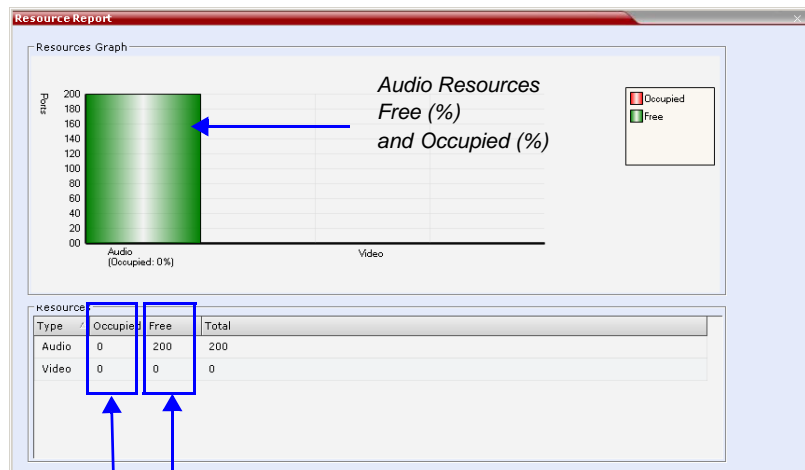 Resource Report
Resources Graph
Ports
200
180
160
140
120
100
80
60
40
20
00
Audio
(Occupied: 0%)
Video
Audio Resources
Free (%)
and Occupied (%)
Occupied
Free
Resources
Type Occupied Free Total
Audio 0 200 200
Video 0 0 0